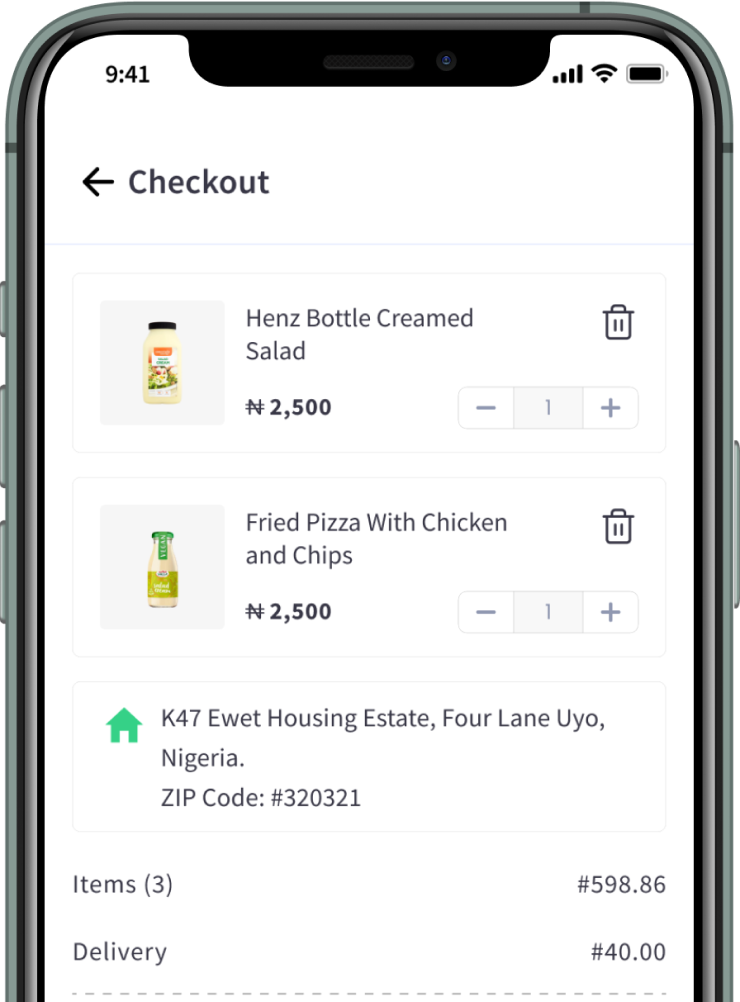 9:41
Checkout
Henz Bottle Creamed
Salad
₦ 2,500
1
Fried Pizza With Chicken
and Chips
VEGAN
₦ 2,500
1
K47 Ewet Housing Estate, Four Lane Uyo,
Nigeria.
ZIP Code: #320321
Items (3)
#598.86
Delivery
#40.00